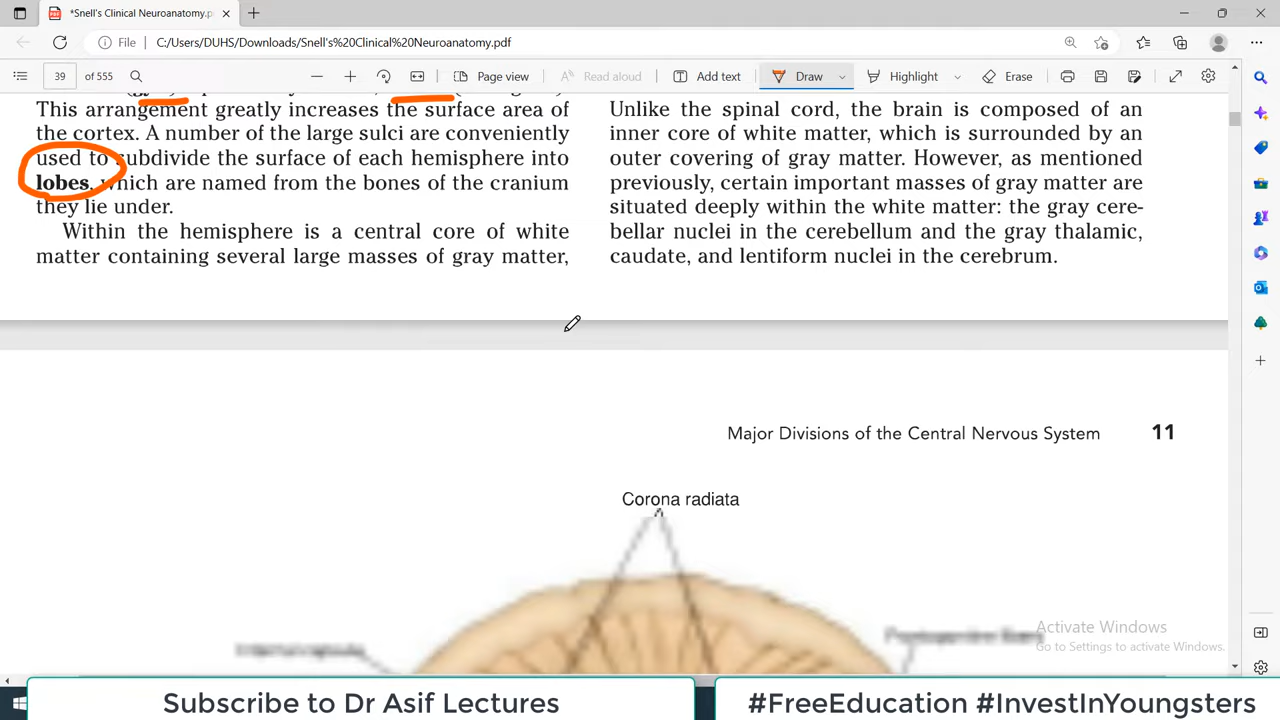 *Snell's Clinical Neuroanatomy.p
File
C:/Users/DUHS/Downloads/Snell's%20Clinical%20Neuroanatomy.pdf
39 of 555
Page view
Read aloud
Add text
Draw
Highlight
Erase
This arrangement greatly increases the surface area of
the cortex. A number of the large sulci are conveniently
used to subdivide the surface of each hemisphere into
lobes, which are named from the bones of the cranium
they lie under.
Within the hemisphere is a central core of white
matter containing several large masses of gray matter,
Unlike the spinal cord, the brain is composed of an
inner core of white matter, which is surrounded by an
outer covering of gray matter. However, as mentioned
previously, certain important masses of gray matter are
situated deeply within the white matter: the gray cere-
bellar nuclei in the cerebellum and the gray thalamic,
caudate, and lentiform nuclei in the cerebrum.
Major Divisions of the Central Nervous System 11
Corona radiata
Activate Windows
Go to Settings to activate Windows.
Subscribe to Dr Asif Lectures
#FreeEducation #InvestInYoungsters